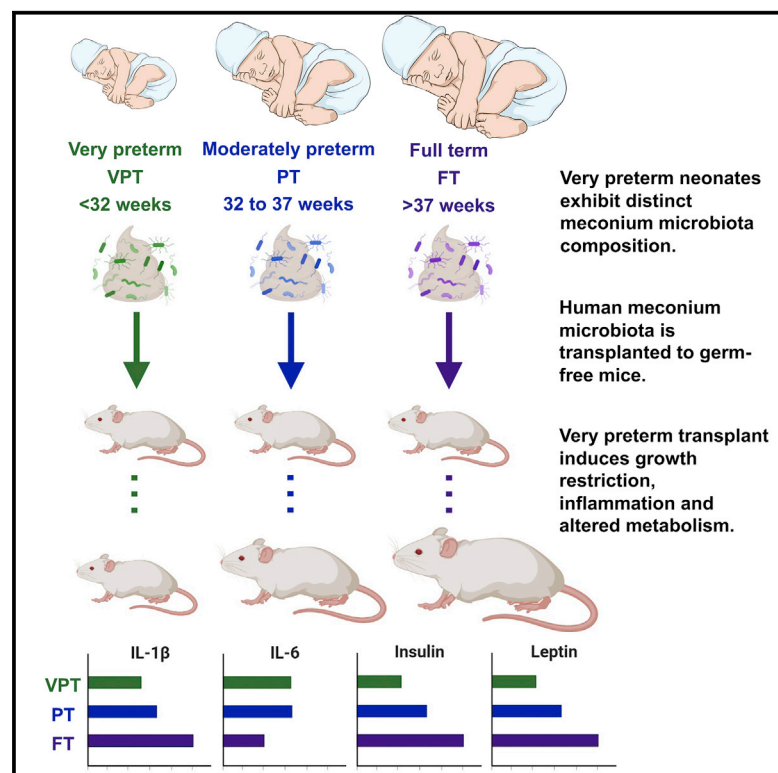 Very preterm
VPT
<32 weeks
Moderately preterm
PT
32 to 37 weeks
Full term
FT
>37 weeks
Very preterm neonates
exhibit distinct
meconium microbiota
composition.
Human meconium
microbiota is
transplanted to germ-
free mice.
Very preterm transplant
induces growth
restriction,
inflammation and
altered metabolism.
IL-1β
IL-6
Insulin
Leptin
VPT
PT
FT